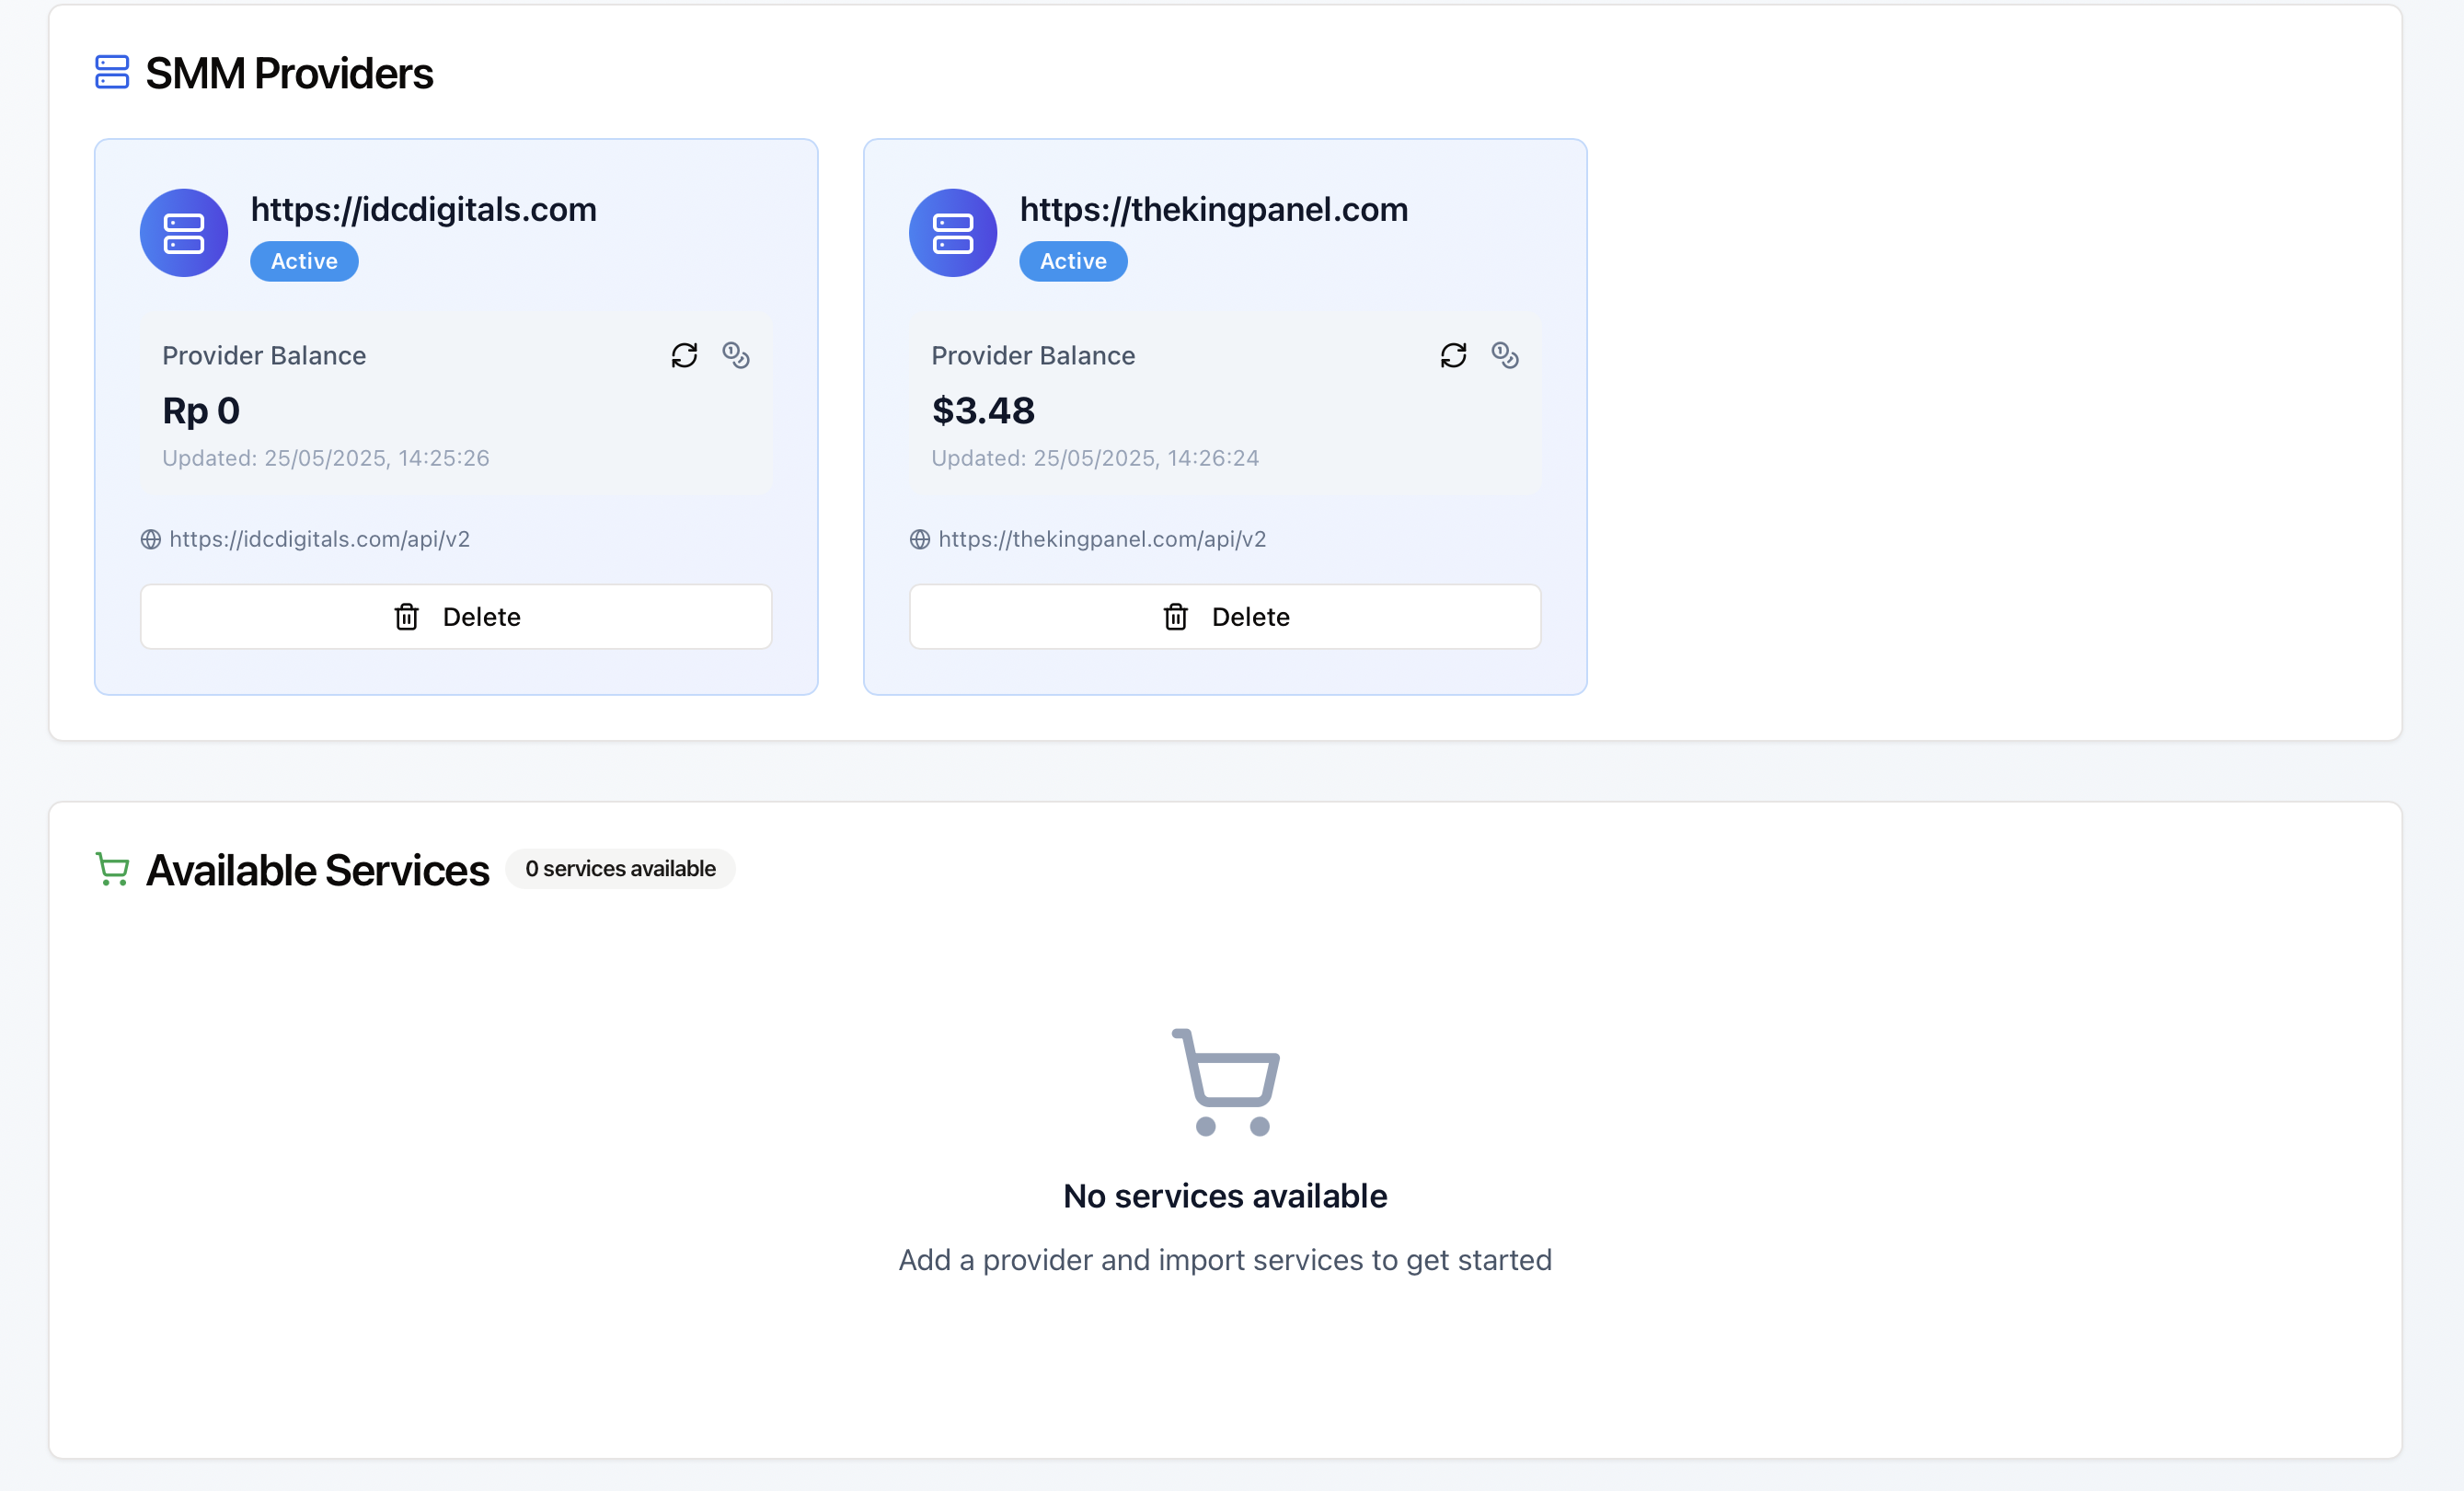 SMM Providers
https://idcdigitals.com
Active
Provider Balance
Rp 0
Updated: 25/05/2025, 14:25:26
https://idcdigitals.com/api/v2
Delete
https://thekingpanel.com
Active
Provider Balance
$3.48
Updated: 25/05/2025, 14:26:24
https://thekingpanel.com/api/v2
Delete
Available Services
0 services available
No services available
Add a provider and import services to get started